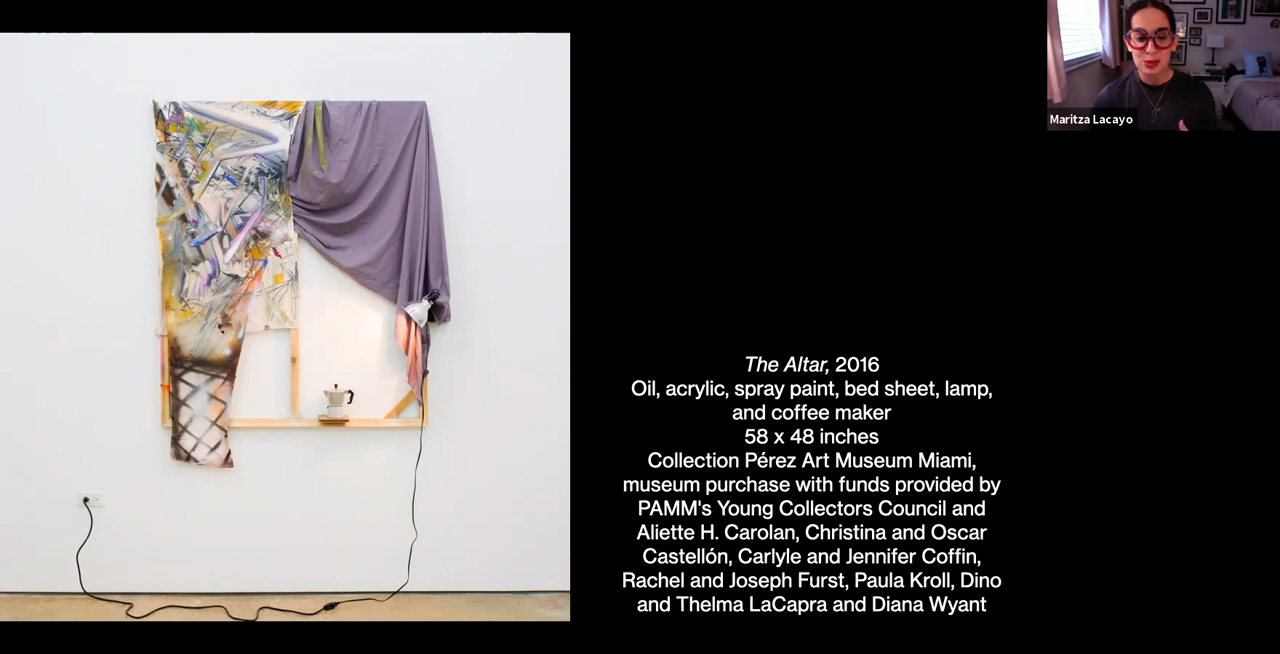 Maritza Lacayo
The Altar, 2016
Oil, acrylic, spray paint, bed sheet, lamp,
and coffee maker
58 x 48 inches
Collection Pérez Art Museum Miami,
museum purchase with funds provided by
PAMM's Young Collectors Council and
Aliette H. Carolan, Christina and Oscar
Castellón, Carlyle and Jennifer Coffin,
Rachel and Joseph Furst, Paula Kroll, Dino
and Thelma LaCapra and Diana Wyant